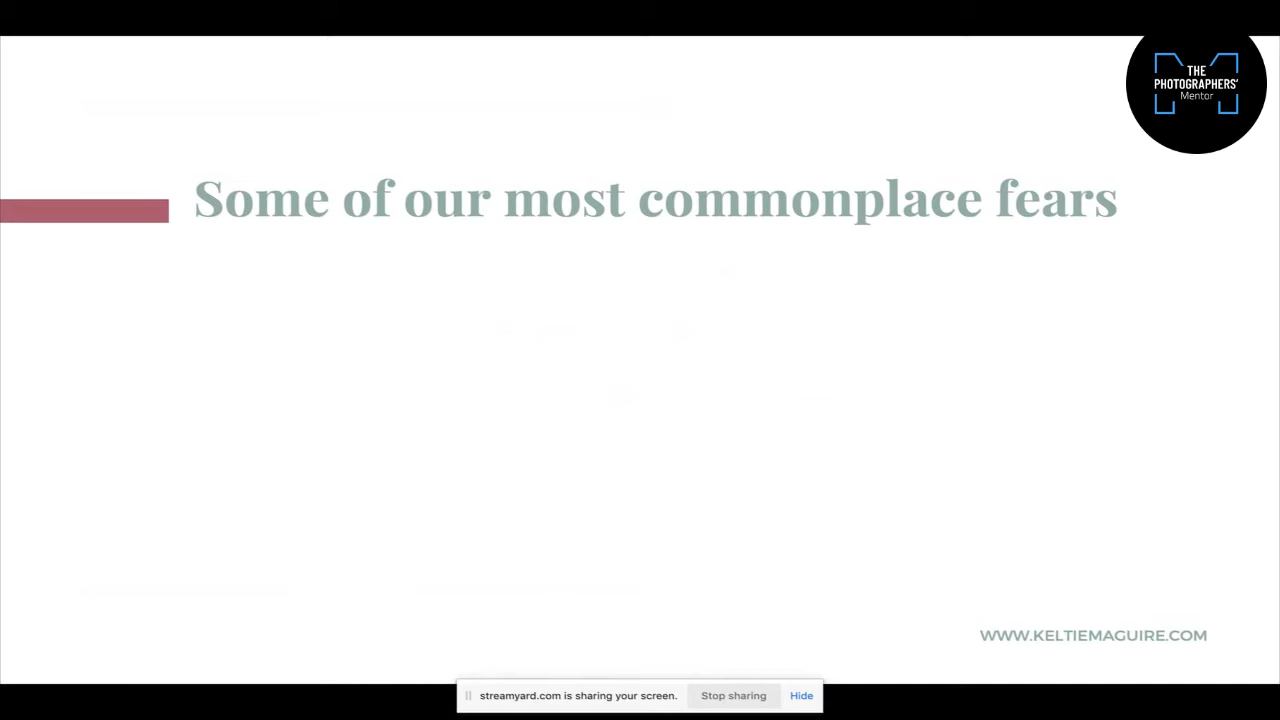 THE
PHOTOGRAPHERS'
Mentor
Some of our most commonplace fears
WWW.KELTIEMAGUIRE.COM
streamyard.com is sharing your screen. Stop sharing Hide